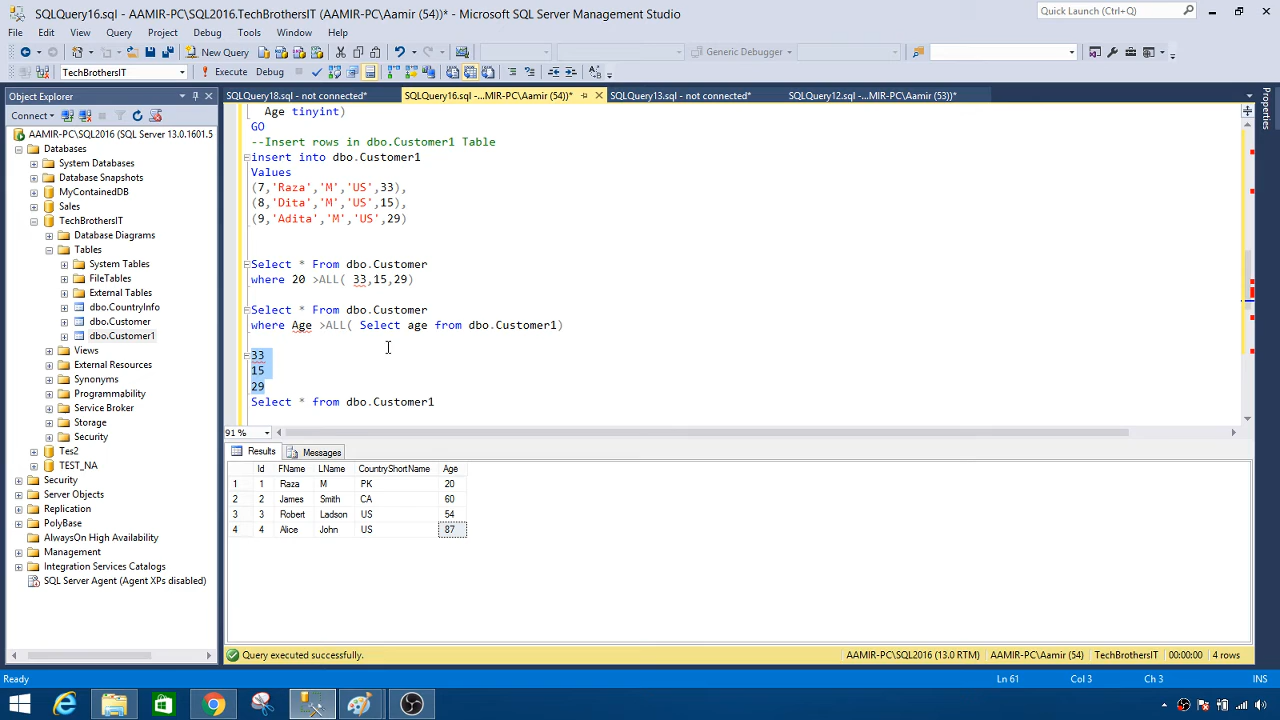 SQLQuery16.sql - AAMIR-PC\SQL2016.TechBrothersIT (AAMIR-PC\Aamir (54))* - Microsoft SQL Server Management Studio
Quick Launch (Ctrl+Q)
File Edit View Query Project Debug Tools Window Help
New Query
Generic Debugger
TechBrothersIT
Execute Debug
Object Explorer
SQLQuery18.sql - not connected*
SQLQuery16.sql -...MIR-PC\Aamir (54))*
SQLQuery13.sql - not connected*
SQLQuery12.sql -...MIR-PC\Aamir (53))*
Properties
Connect
AAMIR-PC\SQL2016 (SQL Server 13.0.1601.5
Databases
System Databases
Database Snapshots
MyContainedDB
Sales
TechBrothersIT
Database Diagrams
Tables
System Tables
FileTables
External Tables
dbo.CountryInfo
dbo.Customer
dbo.Customer1
Views
External Resources
Synonyms
Programmability
Service Broker
Storage
Security
Tes2
TEST_NA
Security
Server Objects
Replication
PolyBase
AlwaysOn High Availability
Management
Integration Services Catalogs
SQL Server Agent (Agent XPs disabled)
Age tinyint)
GO
--Insert rows in dbo.Customer1 Table
insert into dbo.Customer1
Values
(7,'Raza','M','US',33),
(8,'Dita','M','US',15),
(9,'Adita','M','US',29)
Select * From dbo.Customer
where 20 >ALL( 33,15,29)
Select * From dbo.Customer
where Age >ALL( Select age from dbo.Customer1)
33
15
29
Select * from dbo.Customer1
91 %
Results Messages
Id FName LName CountryShortName Age
1 1 Raza M PK 20
2 2 James Smith CA 60
3 3 Robert Ladson US 54
4 4 Alice John US 87
Query executed successfully.
AAMIR-PC\SQL2016 (13.0 RTM) AAMIR-PC\Aamir (54) TechBrothersIT 00:00:00 4 rows
Ready Ln 61 Col 3 Ch 3 INS